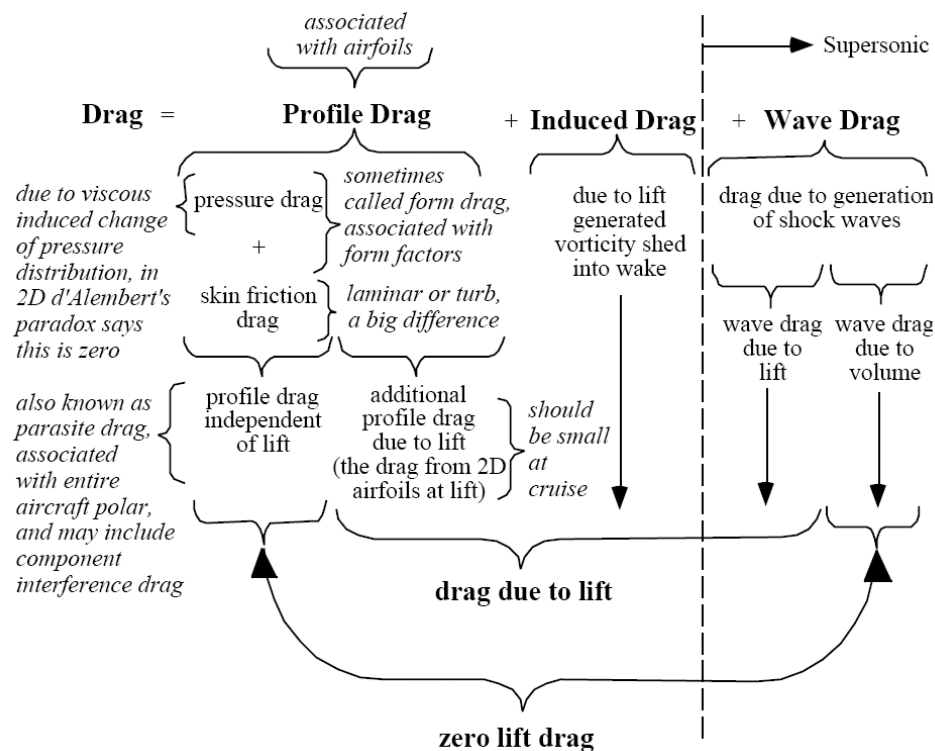 associated
with airfoils
Supersonic
Drag = Profile Drag + Induced Drag + Wave Drag
due to viscous
induced change
of pressure
distribution, in
2D d'Alembert's
paradox says
this is zero
pressure drag
+
skin friction
drag
sometimes
called form drag,
associated with
form factors
laminar or turb,
a big difference
due to lift
generated
vorticity shed
into wake
drag due to generation
of shock waves
wave drag
due to
lift
wave drag
due to
volume
also known as
parasite drag,
associated
with entire
aircraft polar,
and may include
component
interference drag
profile drag
independent
of lift
additional
profile drag
due to lift
(the drag from 2D
airfoils at lift)
should
be small
at
cruise
drag due to lift
zero lift drag